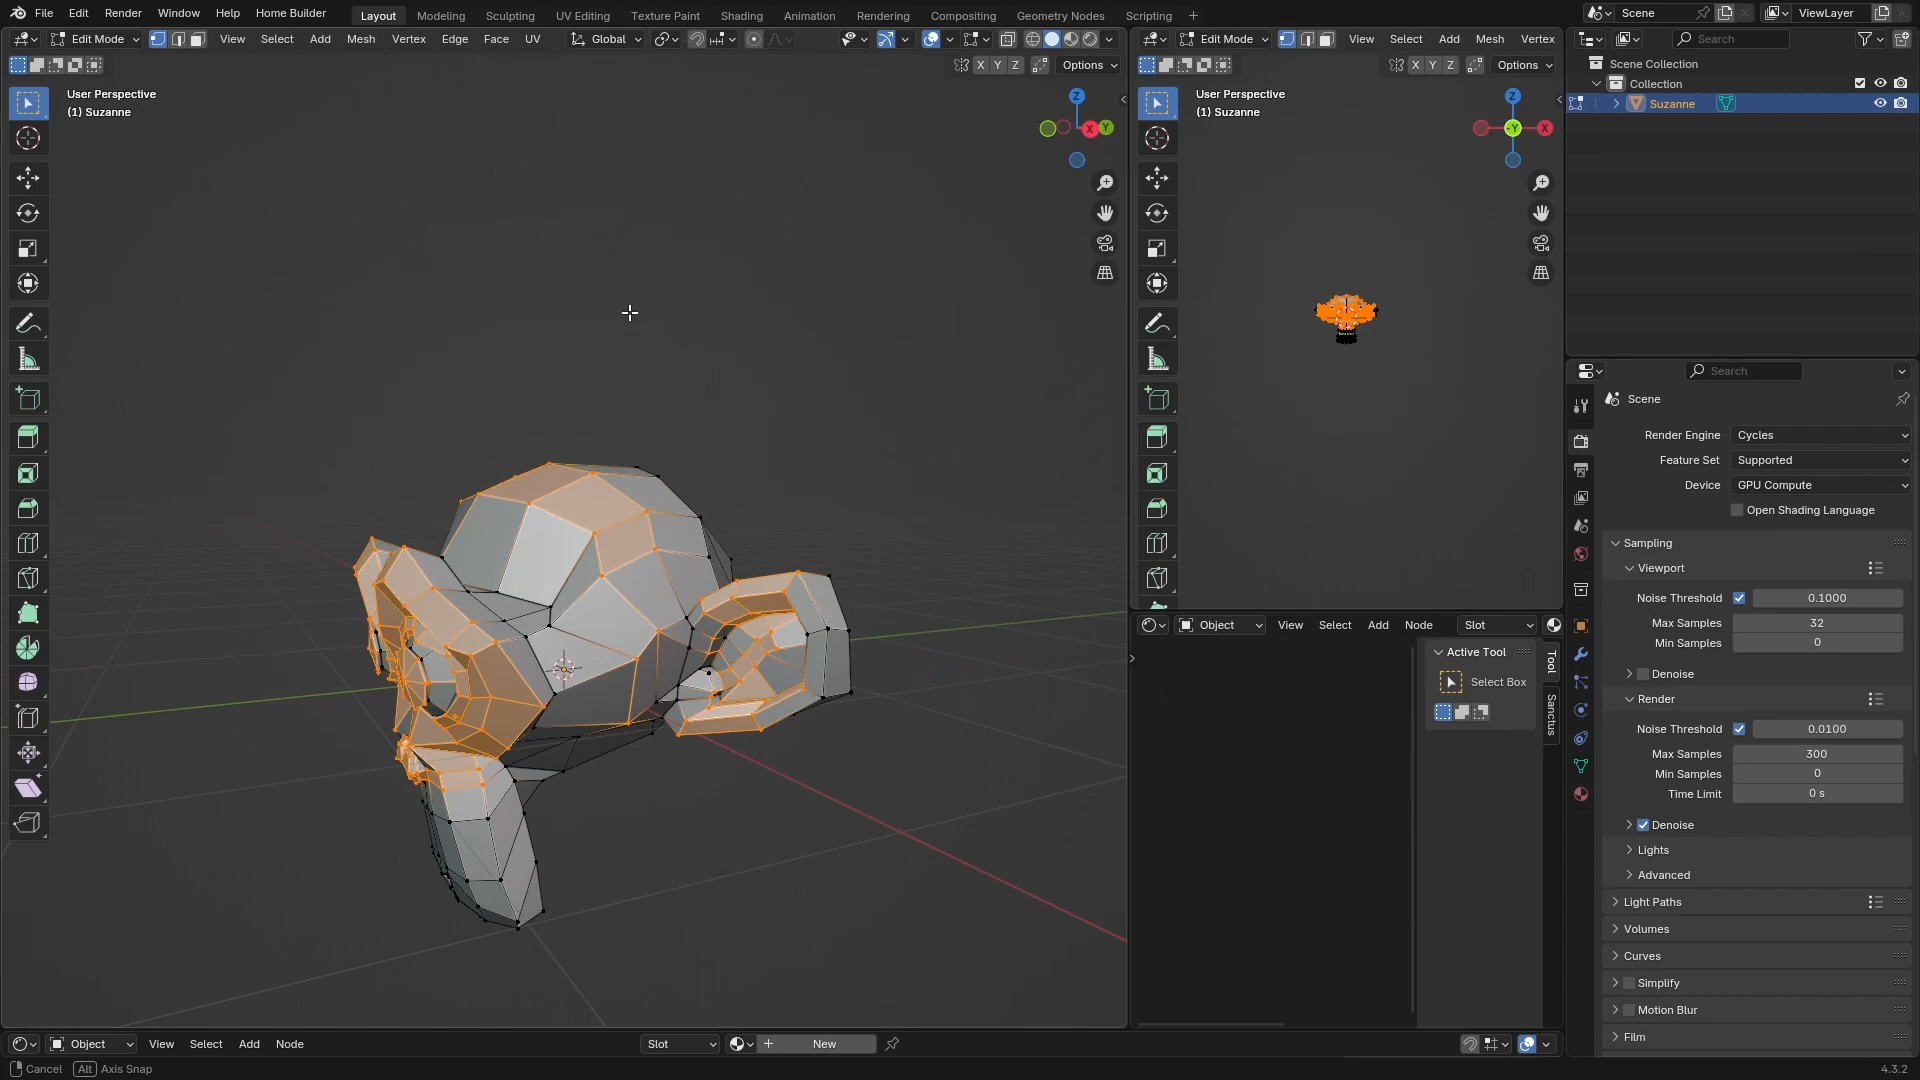 File Edit Render Window Help Home Builder Layout Modeling Sculpting UV Editing Texture Paint Shading Animation Rendering Compositing Geometry Nodes Scripting + Scene ViewLayer
Edit Mode View Select Add Mesh Vertex Edge Face UV Global
X Y Z Options
User Perspective
(1) Suzanne
Z
X
Y
Edit Mode View Select Add Mesh Vertex
X Y Z Options
User Perspective
(1) Suzanne
Z
-Y
X
Object View Select Add Node Slot
Active Tool
Select Box
Tool
Sanctus
Search
Scene Collection
Collection
Suzanne
Search
Scene
Render Engine Cycles
Feature Set Supported
Device GPU Compute
Open Shading Language
Sampling
Viewport
Noise Threshold 0.1000
Max Samples 32
Min Samples 0
Denoise
Render
Noise Threshold 0.0100
Max Samples 300
Min Samples 0
Time Limit 0 s
Denoise
Lights
Advanced
Light Paths
Volumes
Curves
Simplify
Motion Blur
Film
Object View Select Add Node Slot New
Cancel Alt Axis Snap
4.3.2